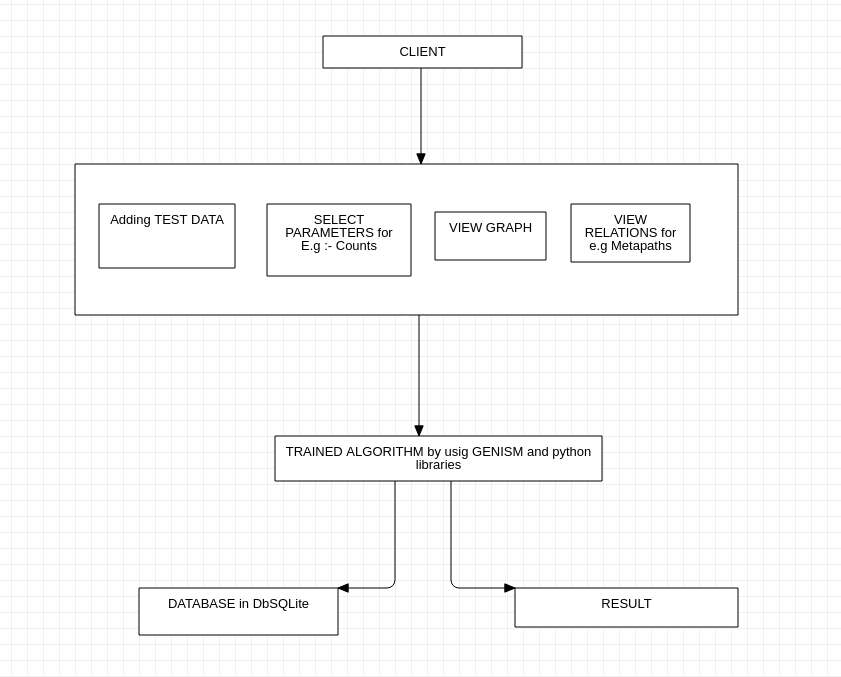 CLIENT
Adding TEST DATA
SELECT
PARAMETERS for
E.g :- Counts
VIEW GRAPH
VIEW
RELATIONS for
e.g Metapaths
TRAINED ALGORITHM by usig GENISM and python
libraries
DATABASE in DbSQLite
RESULT